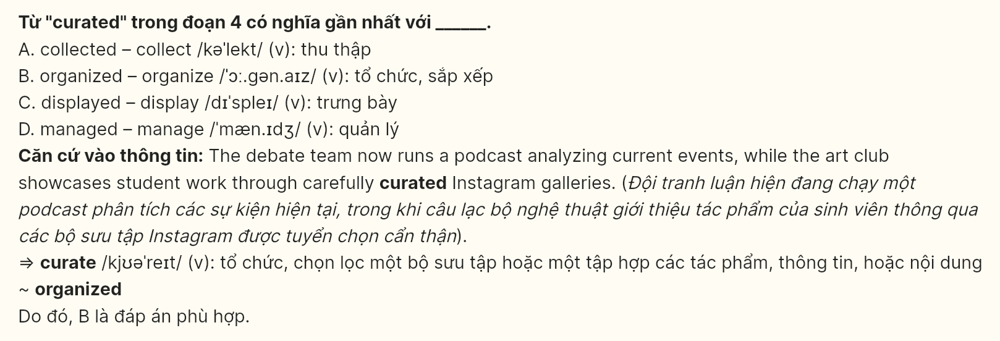 Từ "curated" trong đoạn 4 có nghĩa gần nhất với ______.
A. collected – collect /kəˈlekt/ (v): thu thập
B. organized – organize /ˈɔː.ɡən.aɪz/ (v): tổ chức, sắp xếp
C. displayed – display /dɪˈspleɪ/ (v): trưng bày
D. managed – manage /ˈmæn.ɪdʒ/ (v): quản lý
Căn cứ vào thông tin: The debate team now runs a podcast analyzing current events, while the art club
showcases student work through carefully curated Instagram galleries. (Đội tranh luận hiện đang chạy một
podcast phân tích các sự kiện hiện tại, trong khi câu lạc bộ nghệ thuật giới thiệu tác phẩm của sinh viên thông qua
các bộ sưu tập Instagram được tuyển chọn cẩn thận).
⇒ curate /kjʊəˈreɪt/ (v): tổ chức, chọn lọc một bộ sưu tập hoặc một tập hợp các tác phẩm, thông tin, hoặc nội dung
~ organized
Do đó, B là đáp án phù hợp.